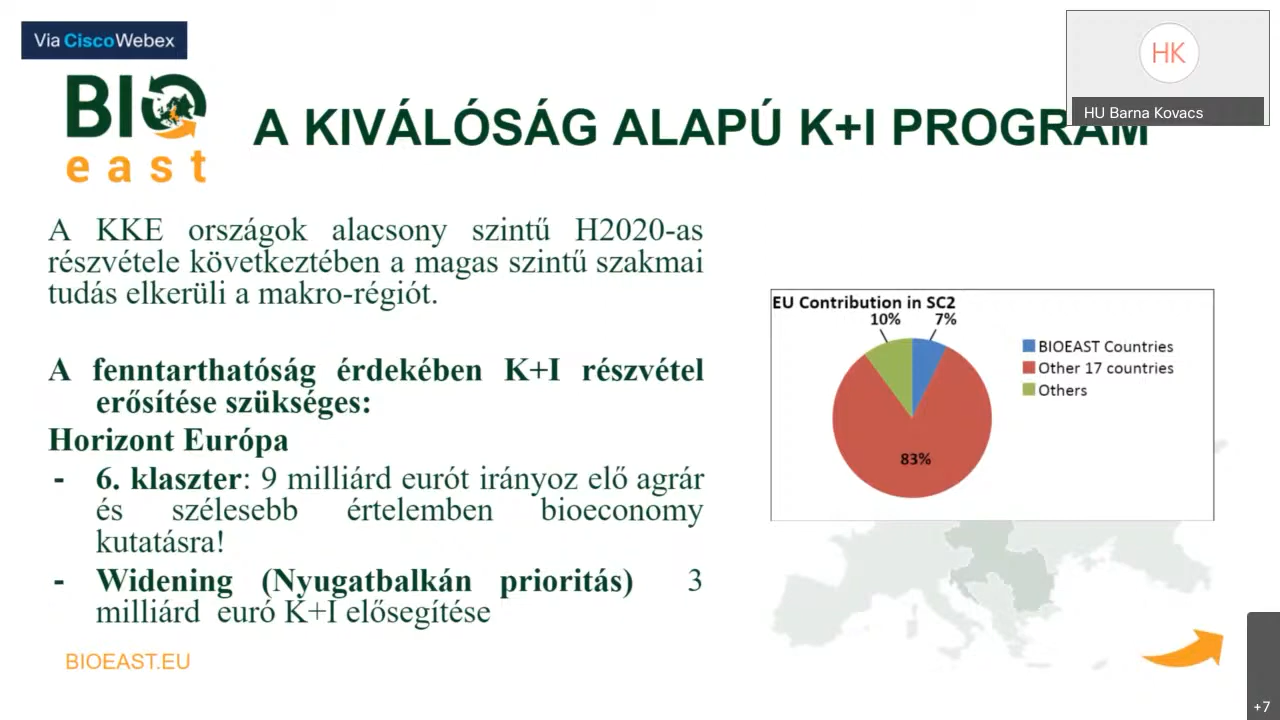 Via Cisco Webex
BIO
east
A KIVÁLÓSÁG ALAPÚ K+I PROGRAM
HK
HU Barna Kovacs
A KKE országok alacsony szintű H2020-as
részvétele következtében a magas szintű szakmai
tudás elkerüli a makro-régiót.
A fenntarthatóság érdekében K+I részvétel
erősítése szükséges:
Horizont Európa
- 6. klaszter: 9 milliárd eurót irányoz elő agrár
és szélesebb értelemben bioeconomy
kutatásra!
- Widening (Nyugatbalkán prioritás) 3
milliárd euró K+I elősegítése
EU Contribution in SC2
10% 7%
83%
BIOEAST Countries
Other 17 countries
Others
BIOEAST.EU
+7